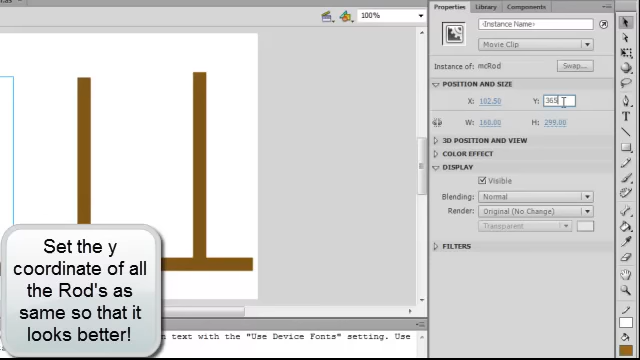 .as
×
100%
Properties
Library
Components
<Instance Name>
Movie Clip
Instance of: mcRod
Swap...
POSITION AND SIZE
X: 102.50
Y: 365
W: 160.00
H: 299.00
3D POSITION AND VIEW
COLOR EFFECT
DISPLAY
Visible
Blending: Normal
Render: Original (No Change)
Transparent
FILTERS
Set the y
coordinate of all
the Rod's as
same so that it
looks better!
n text with the "Use Device Fonts" setting. Use